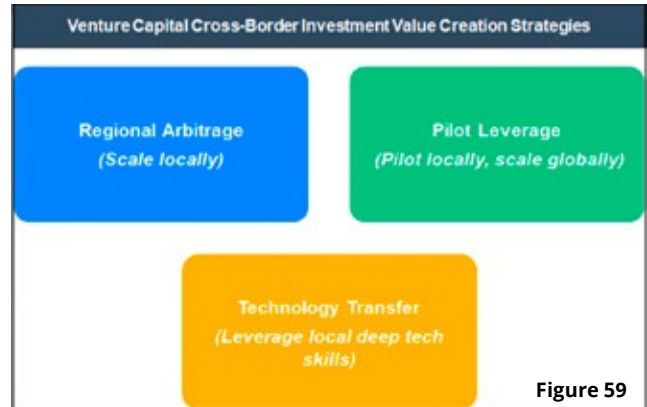 Venture Capital Cross-Border Investment Value Creation Strategies
Regional Arbitrage
(Scale locally)
Pilot Leverage
(Pilot locally, scale globally)
Technology Transfer
(Leverage local deep tech
skills)
Figure 59